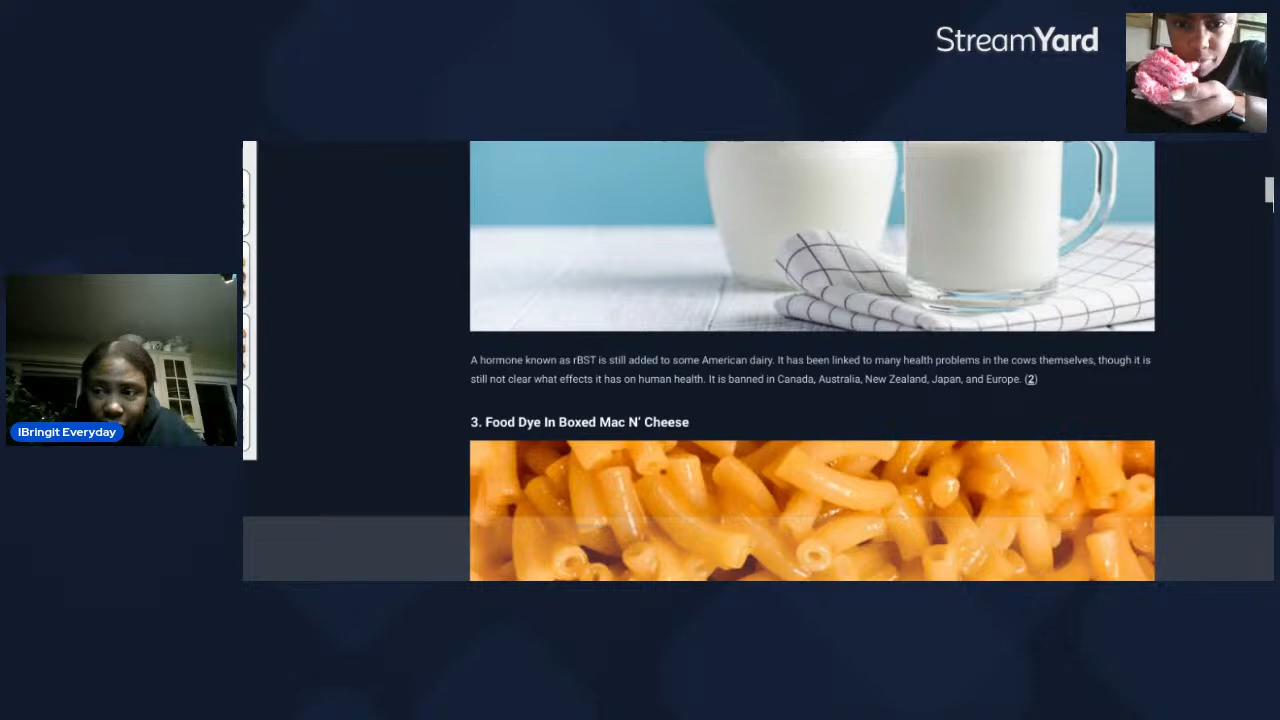 StreamYard
A hormone known as rBST is still added to some American dairy. It has been linked to many health problems in the cows themselves, though it is
still not clear what effects it has on human health. It is banned in Canada, Australia, New Zealand, Japan, and Europe. (2)
3. Food Dye In Boxed Mac N' Cheese
IBringit Everyday